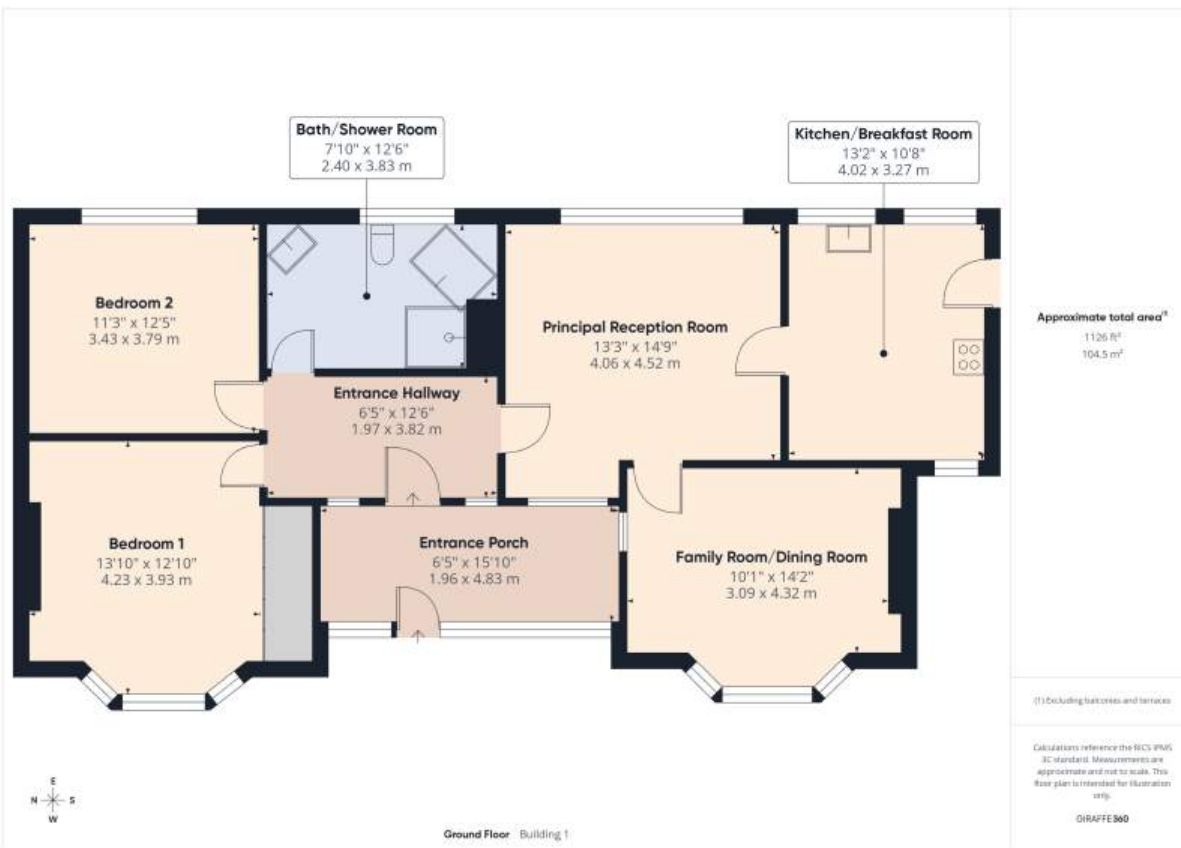 Bath/Shower Room
7'10" x 12'6"
2.40 x 3.83 m
Kitchen/Breakfast Room
13'2" x 10'8"
4.02 x 3.27 m
Bedroom 2
11'3" x 12'5"
3.43 x 3.79 m
Principal Reception Room
13'3" x 14'9"
4.06 x 4.52 m
Entrance Hallway
6'5" x 12'6"
1.97 x 3.82 m
Bedroom 1
13'10" x 12'10"
4.23 x 3.93 m
Entrance Porch
6'5" x 15'10"
1.96 x 4.83 m
Family Room/Dining Room
10'1" x 14'2"
3.09 x 4.32 m
Approximate total area⁽¹⁾
1126 ft²
104.5 m²
(1) Excluding balconies and terraces
Calculations reference the RICS IPMS
3C standard. Measurements are
approximate and not to scale. This
floor plan is intended for illustration
only.
GIRAFFE360
E
N S
W
Ground Floor Building 1